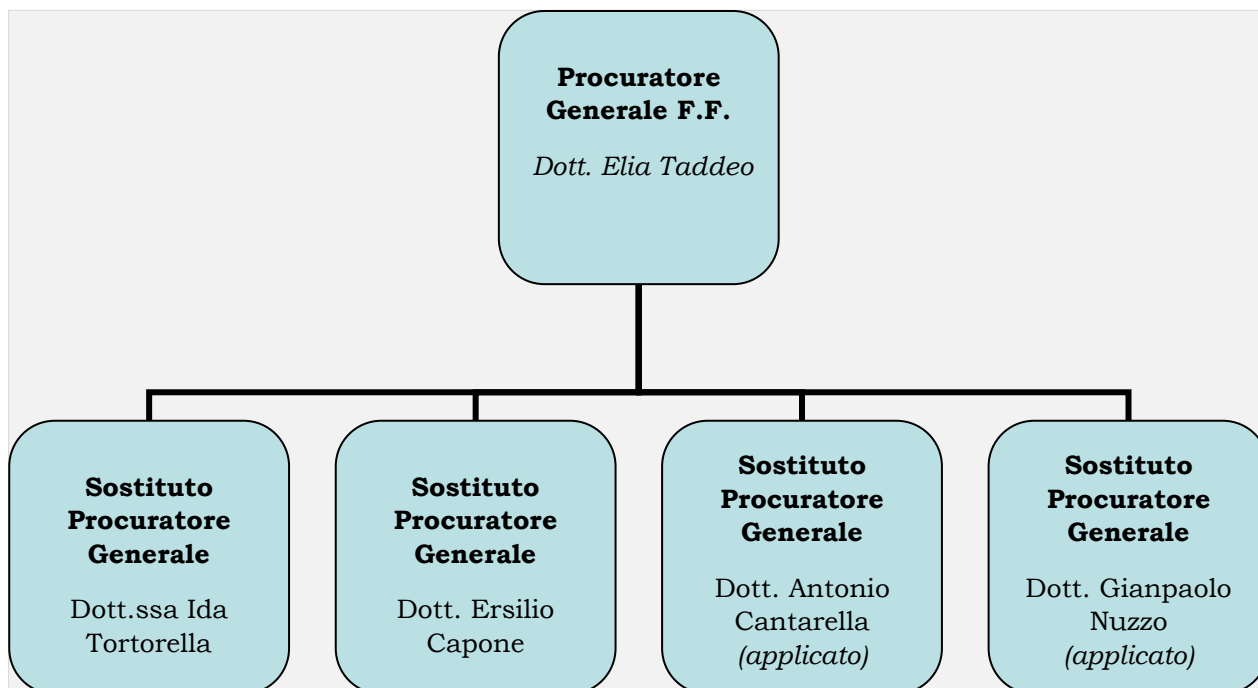 Procuratore
Generale F.F.
Dott. Elia Taddeo
Sostituto
Procuratore
Generale
Dott.ssa Ida
Tortorella
Sostituto
Procuratore
Generale
Dott. Ersilio
Capone
Sostituto
Procuratore
Generale
Dott. Antonio
Cantarella
(applicato)
Sostituto
Procuratore
Generale
Dott. Gianpaolo
Nuzzo
(applicato)